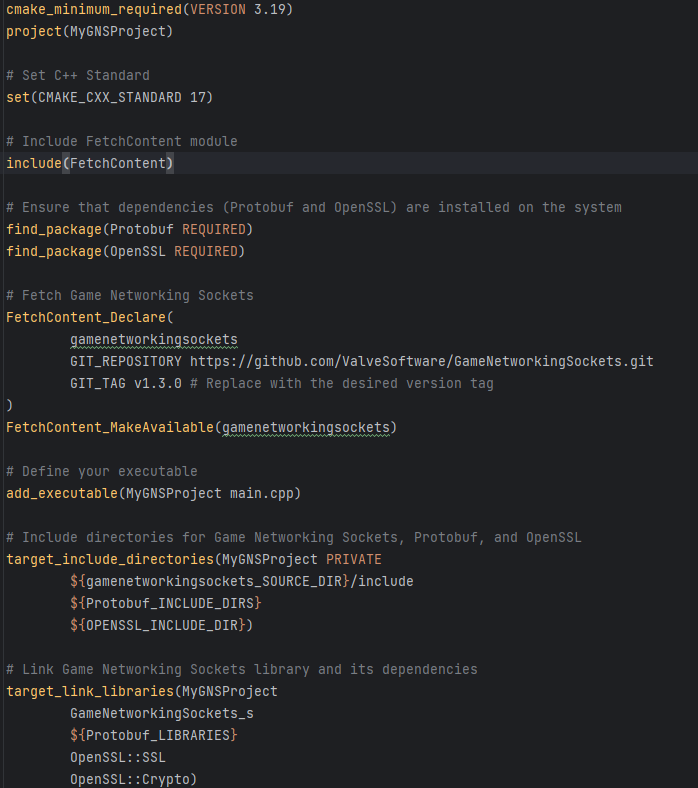 cmake_minimum_required(VERSION 3.19)
project(MyGNSProject)
# Set C++ Standard
set(CMAKE_CXX_STANDARD 17)
# Include FetchContent module
include(FetchContent)
# Ensure that dependencies (Protobuf and OpenSSL) are installed on the system
find_package(Protobuf REQUIRED)
find_package(OpenSSL REQUIRED)
# Fetch Game Networking Sockets
FetchContent_Declare(
gamenetworkingsockets
GIT_REPOSITORY https://github.com/ValveSoftware/GameNetworkingSockets.git
GIT_TAG v1.3.0 # Replace with the desired version tag
)
FetchContent_MakeAvailable(gamenetworkingsockets)
# Define your executable
add_executable(MyGNSProject main.cpp)
# Include directories for Game Networking Sockets, Protobuf, and OpenSSL
target_include_directories(MyGNSProject PRIVATE
${gamenetworkingsockets_SOURCE_DIR}/include
${Protobuf_INCLUDE_DIRS}
${OPENSSL_INCLUDE_DIR})
# Link Game Networking Sockets library and its dependencies
target_link_libraries(MyGNSProject
GameNetworkingSockets_s
${Protobuf_LIBRARIES}
OpenSSL::SSL
OpenSSL::Crypto)